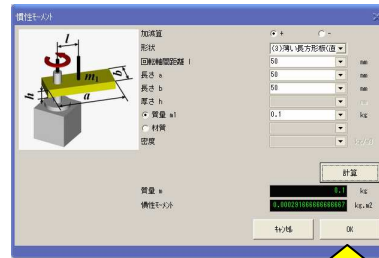 慣性モーメント
加減算 + -
形状 (3)薄い長方形板(直
回転軸間距離 l 50 mm
長さ a 50 mm
長さ b 50 mm
厚さ h
質量 m1 0.1 kg
材質
密度
計算
質量 m 0.1 kg
慣性モーメント kg.m2
キャンセル OK
l
m1
b
a
h